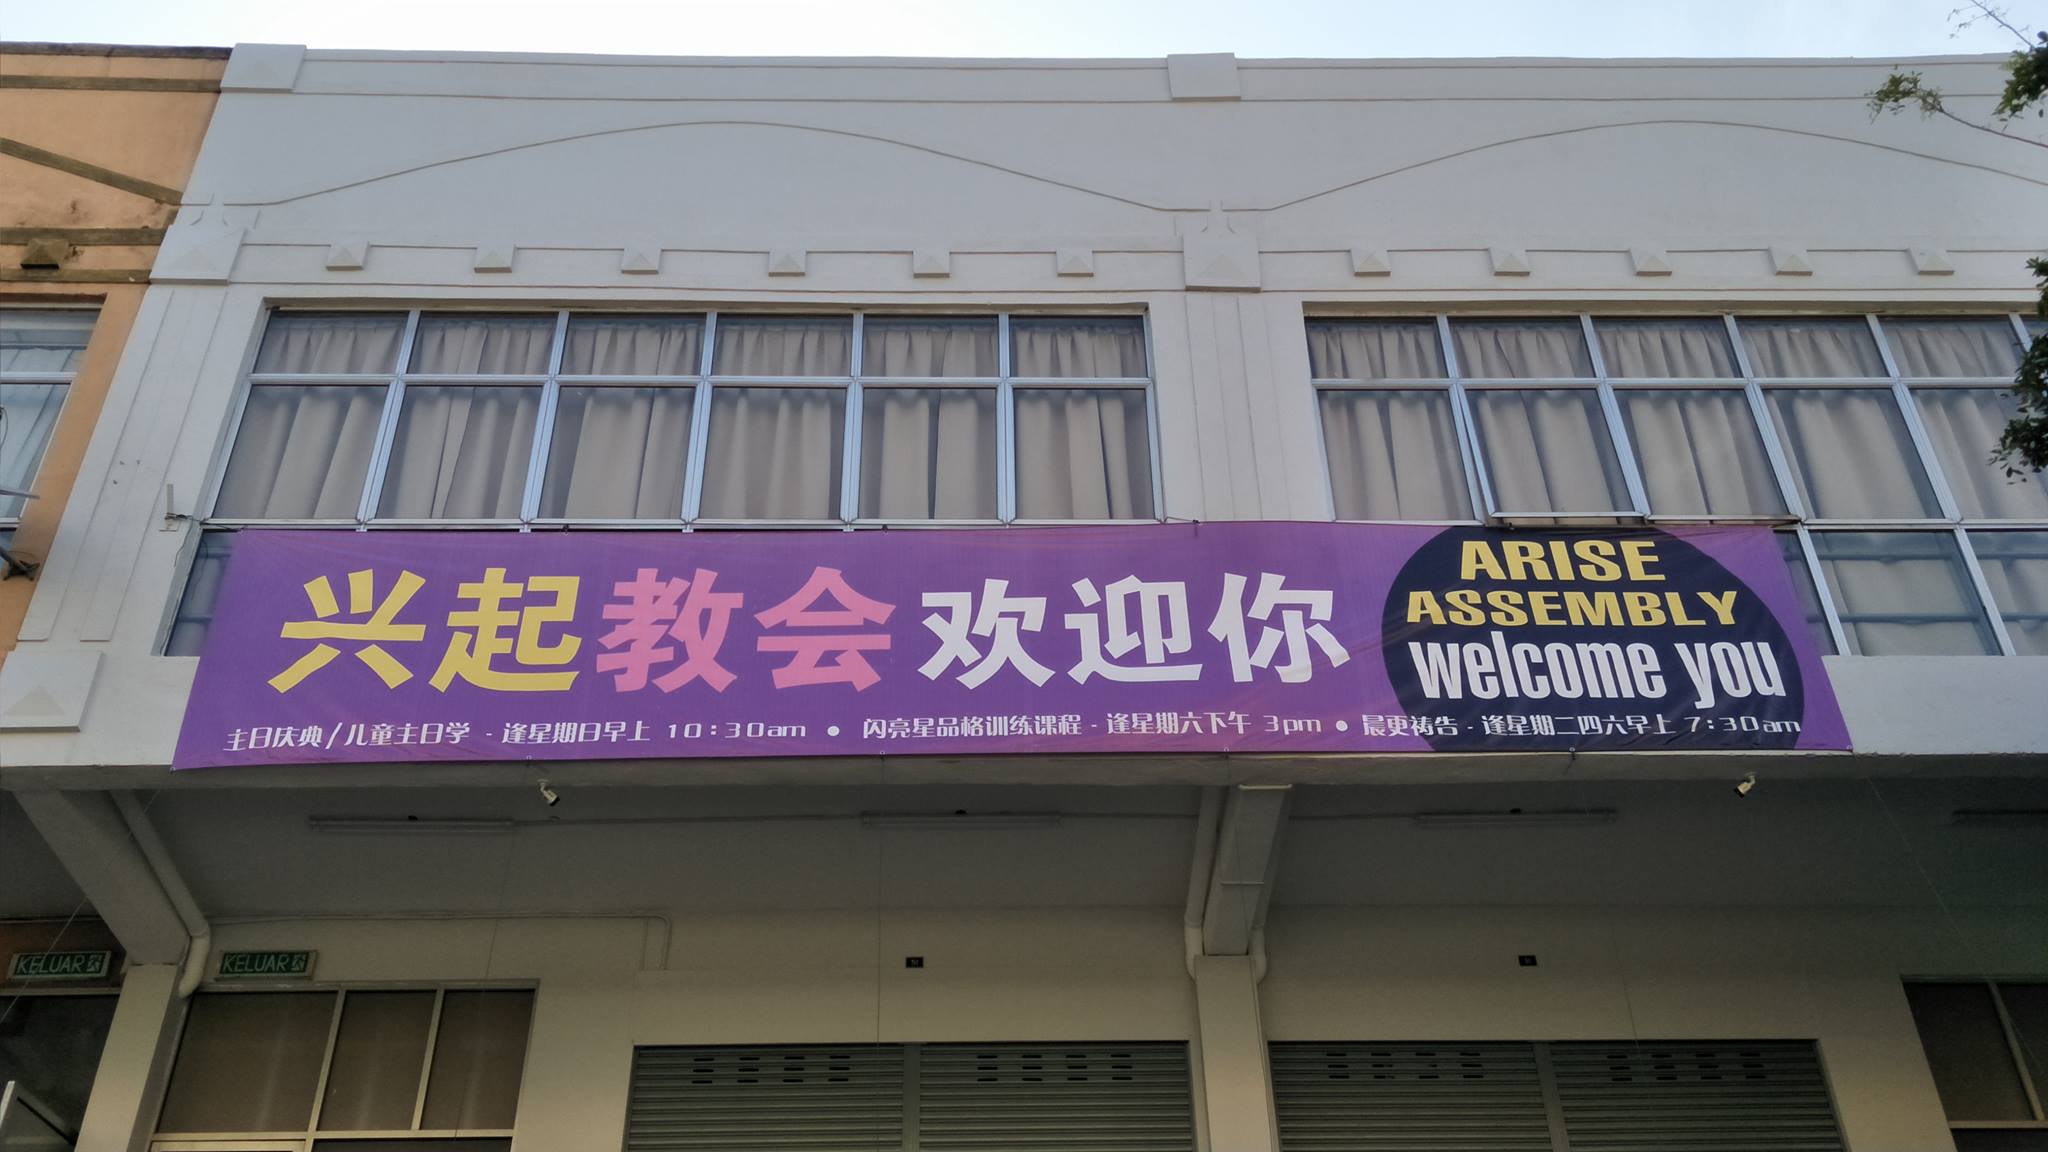 兴起教会欢迎你
ARISE
ASSEMBLY
welcome you
主日庆典/儿童主日学 - 逢星期日早上 10:30am ● 闪亮星品格训练课程 - 逢星期六下午 3pm ● 晨更祷告 - 逢星期二四六早上 7:30am
KELUAR
KELUAR